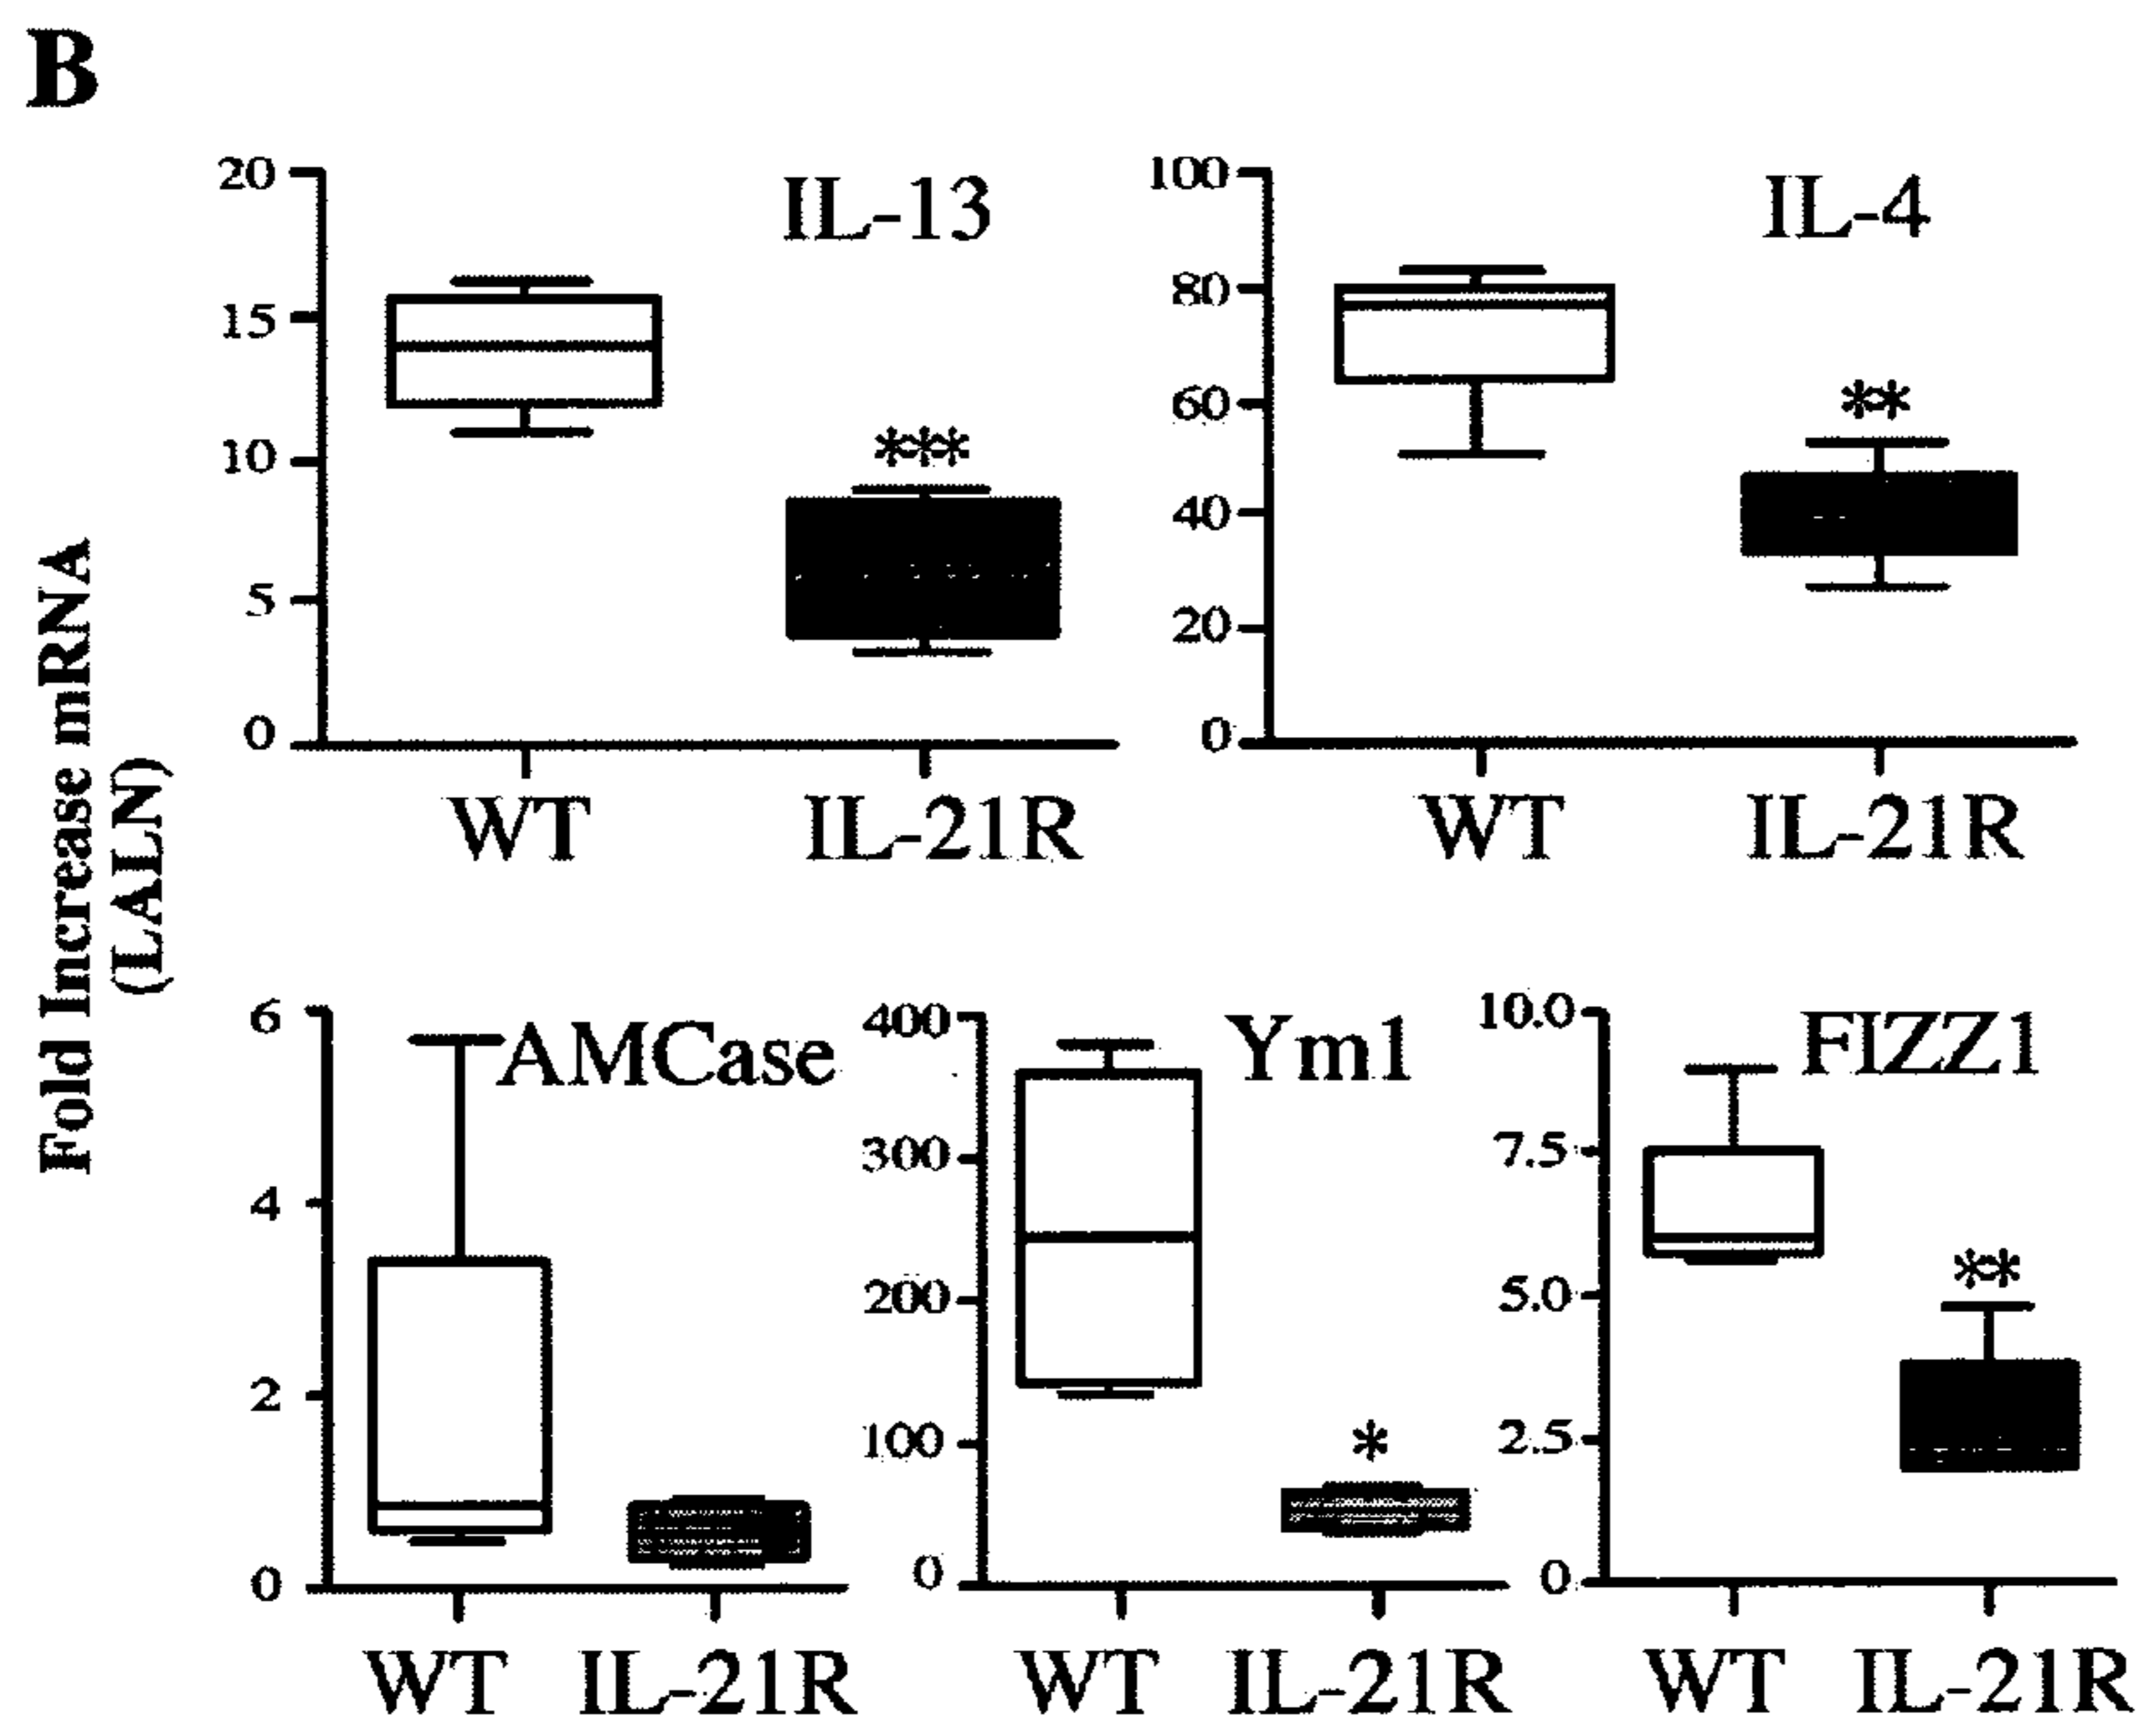 B
Fold Increase mRNA
(LALN)
IL-13
20
15
10
5
0
***
WT IL-21R
IL-4
100
80
60
40
20
0
**
WT IL-21R
AMCase
6
4
2
0
WT IL-21R
Ym1
400
300
200
100
0
*
WT IL-21R
FIZZ1
10.0
7.5
5.0
2.5
0
**
WT IL-21R